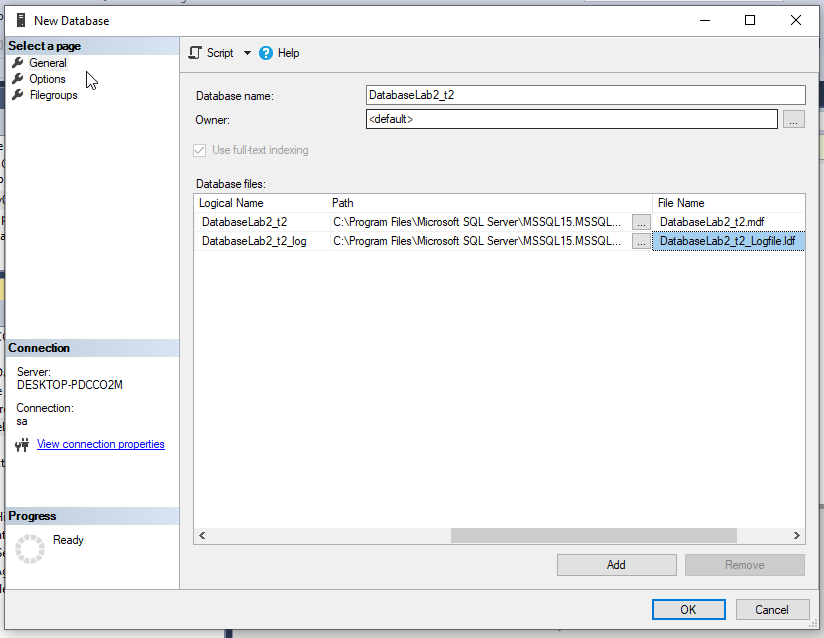 New Database
Select a page
General
Options
Filegroups
Script
Help
Database name:
DatabaseLab2_t2
Owner:
<default>
...
Use full-text indexing
Database files:
Logical Name Path File Name
DatabaseLab2_t2 C:\Program Files\Microsoft SQL Server\MSSQL15.MSSQL... ... DatabaseLab2_t2.mdf
DatabaseLab2_t2_log C:\Program Files\Microsoft SQL Server\MSSQL15.MSSQL... ... DatabaseLab2_t2_Logfile.ldf
Connection
Server:
DESKTOP-PDCCO2M
Connection:
sa
View connection properties
Progress
Ready
Add Remove
OK Cancel